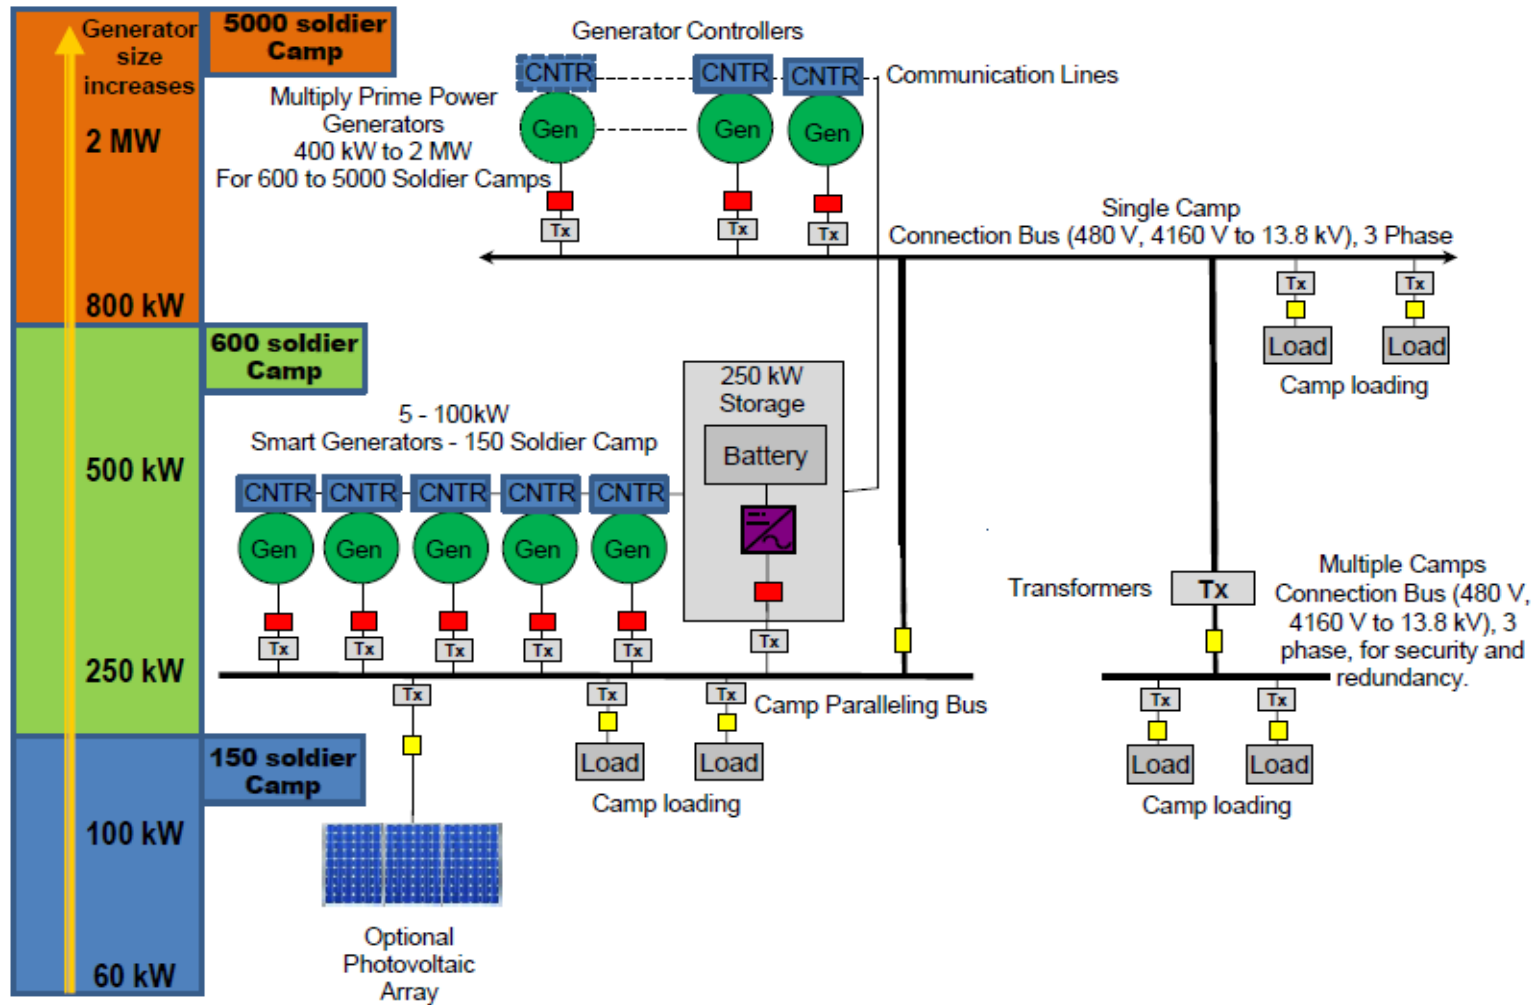 Generator
size
increases
2 MW
800 kW
500 kW
250 kW
100 kW
60 kW
5000 soldier
Camp
600 soldier
Camp
150 soldier
Camp
Generator Controllers
CNTR
CNTR
CNTR
Communication Lines
Multiply Prime Power
Generators
400 kW to 2 MW
For 600 to 5000 Soldier Camps
Gen
Gen
Gen
Tx
Tx
Tx
Single Camp
Connection Bus (480 V, 4160 V to 13.8 kV), 3 Phase
Tx
Tx
Load
Load
Camp loading
250 kW
Storage
Battery
5 - 100kW
Smart Generators - 150 Soldier Camp
CNTR
CNTR
CNTR
CNTR
CNTR
Gen
Gen
Gen
Gen
Gen
Tx
Tx
Tx
Tx
Tx
Tx
Transformers
Tx
Multiple Camps
Connection Bus (480 V,
4160 V to 13.8 kV), 3
phase, for security and
redundancy.
Tx
Tx
Tx
Camp Paralleling Bus
Tx
Tx
Load
Load
Camp loading
Load
Load
Camp loading
Optional
Photovoltaic
Array